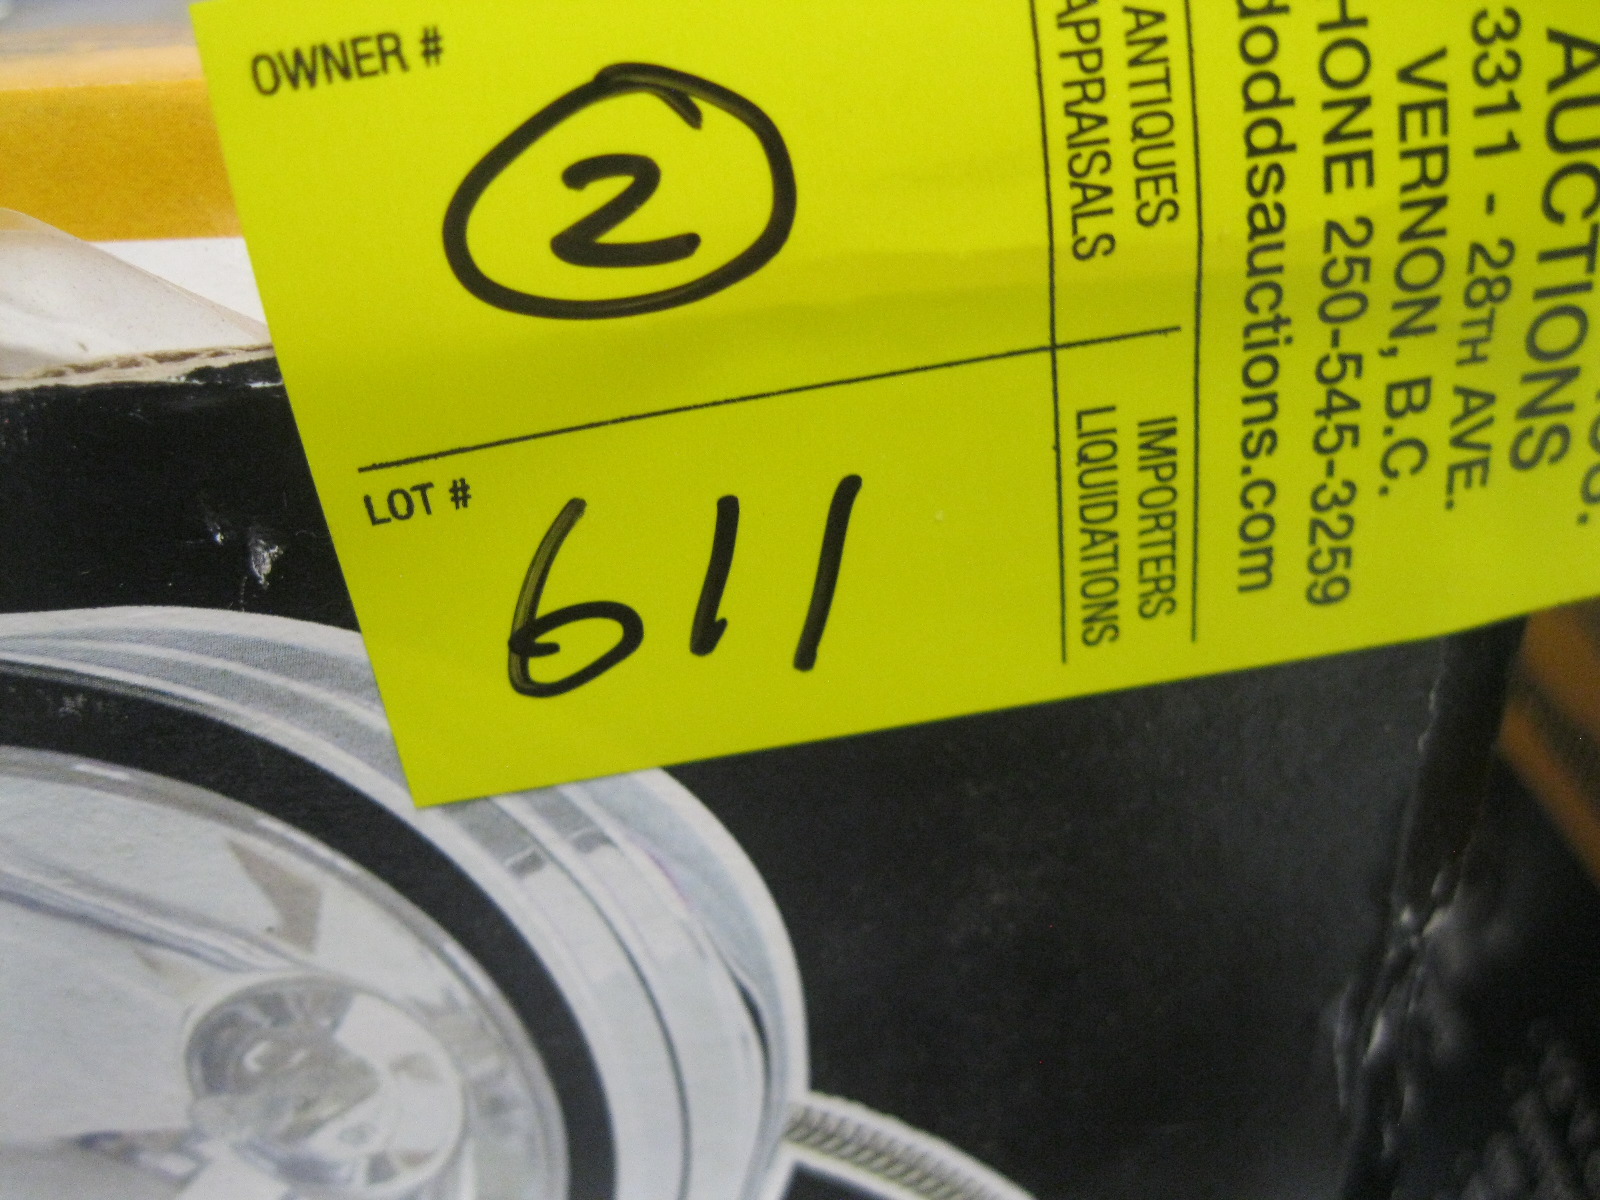 OWNER #
2
LOT #
611
ANTIQUES
APPRAISALS
IMPORTERS
LIQUIDATIONS
AUCTIONS
3311 - 28TH AVE.
VERNON, B.C.
HONE 250-545-3259
doddsauctions.com